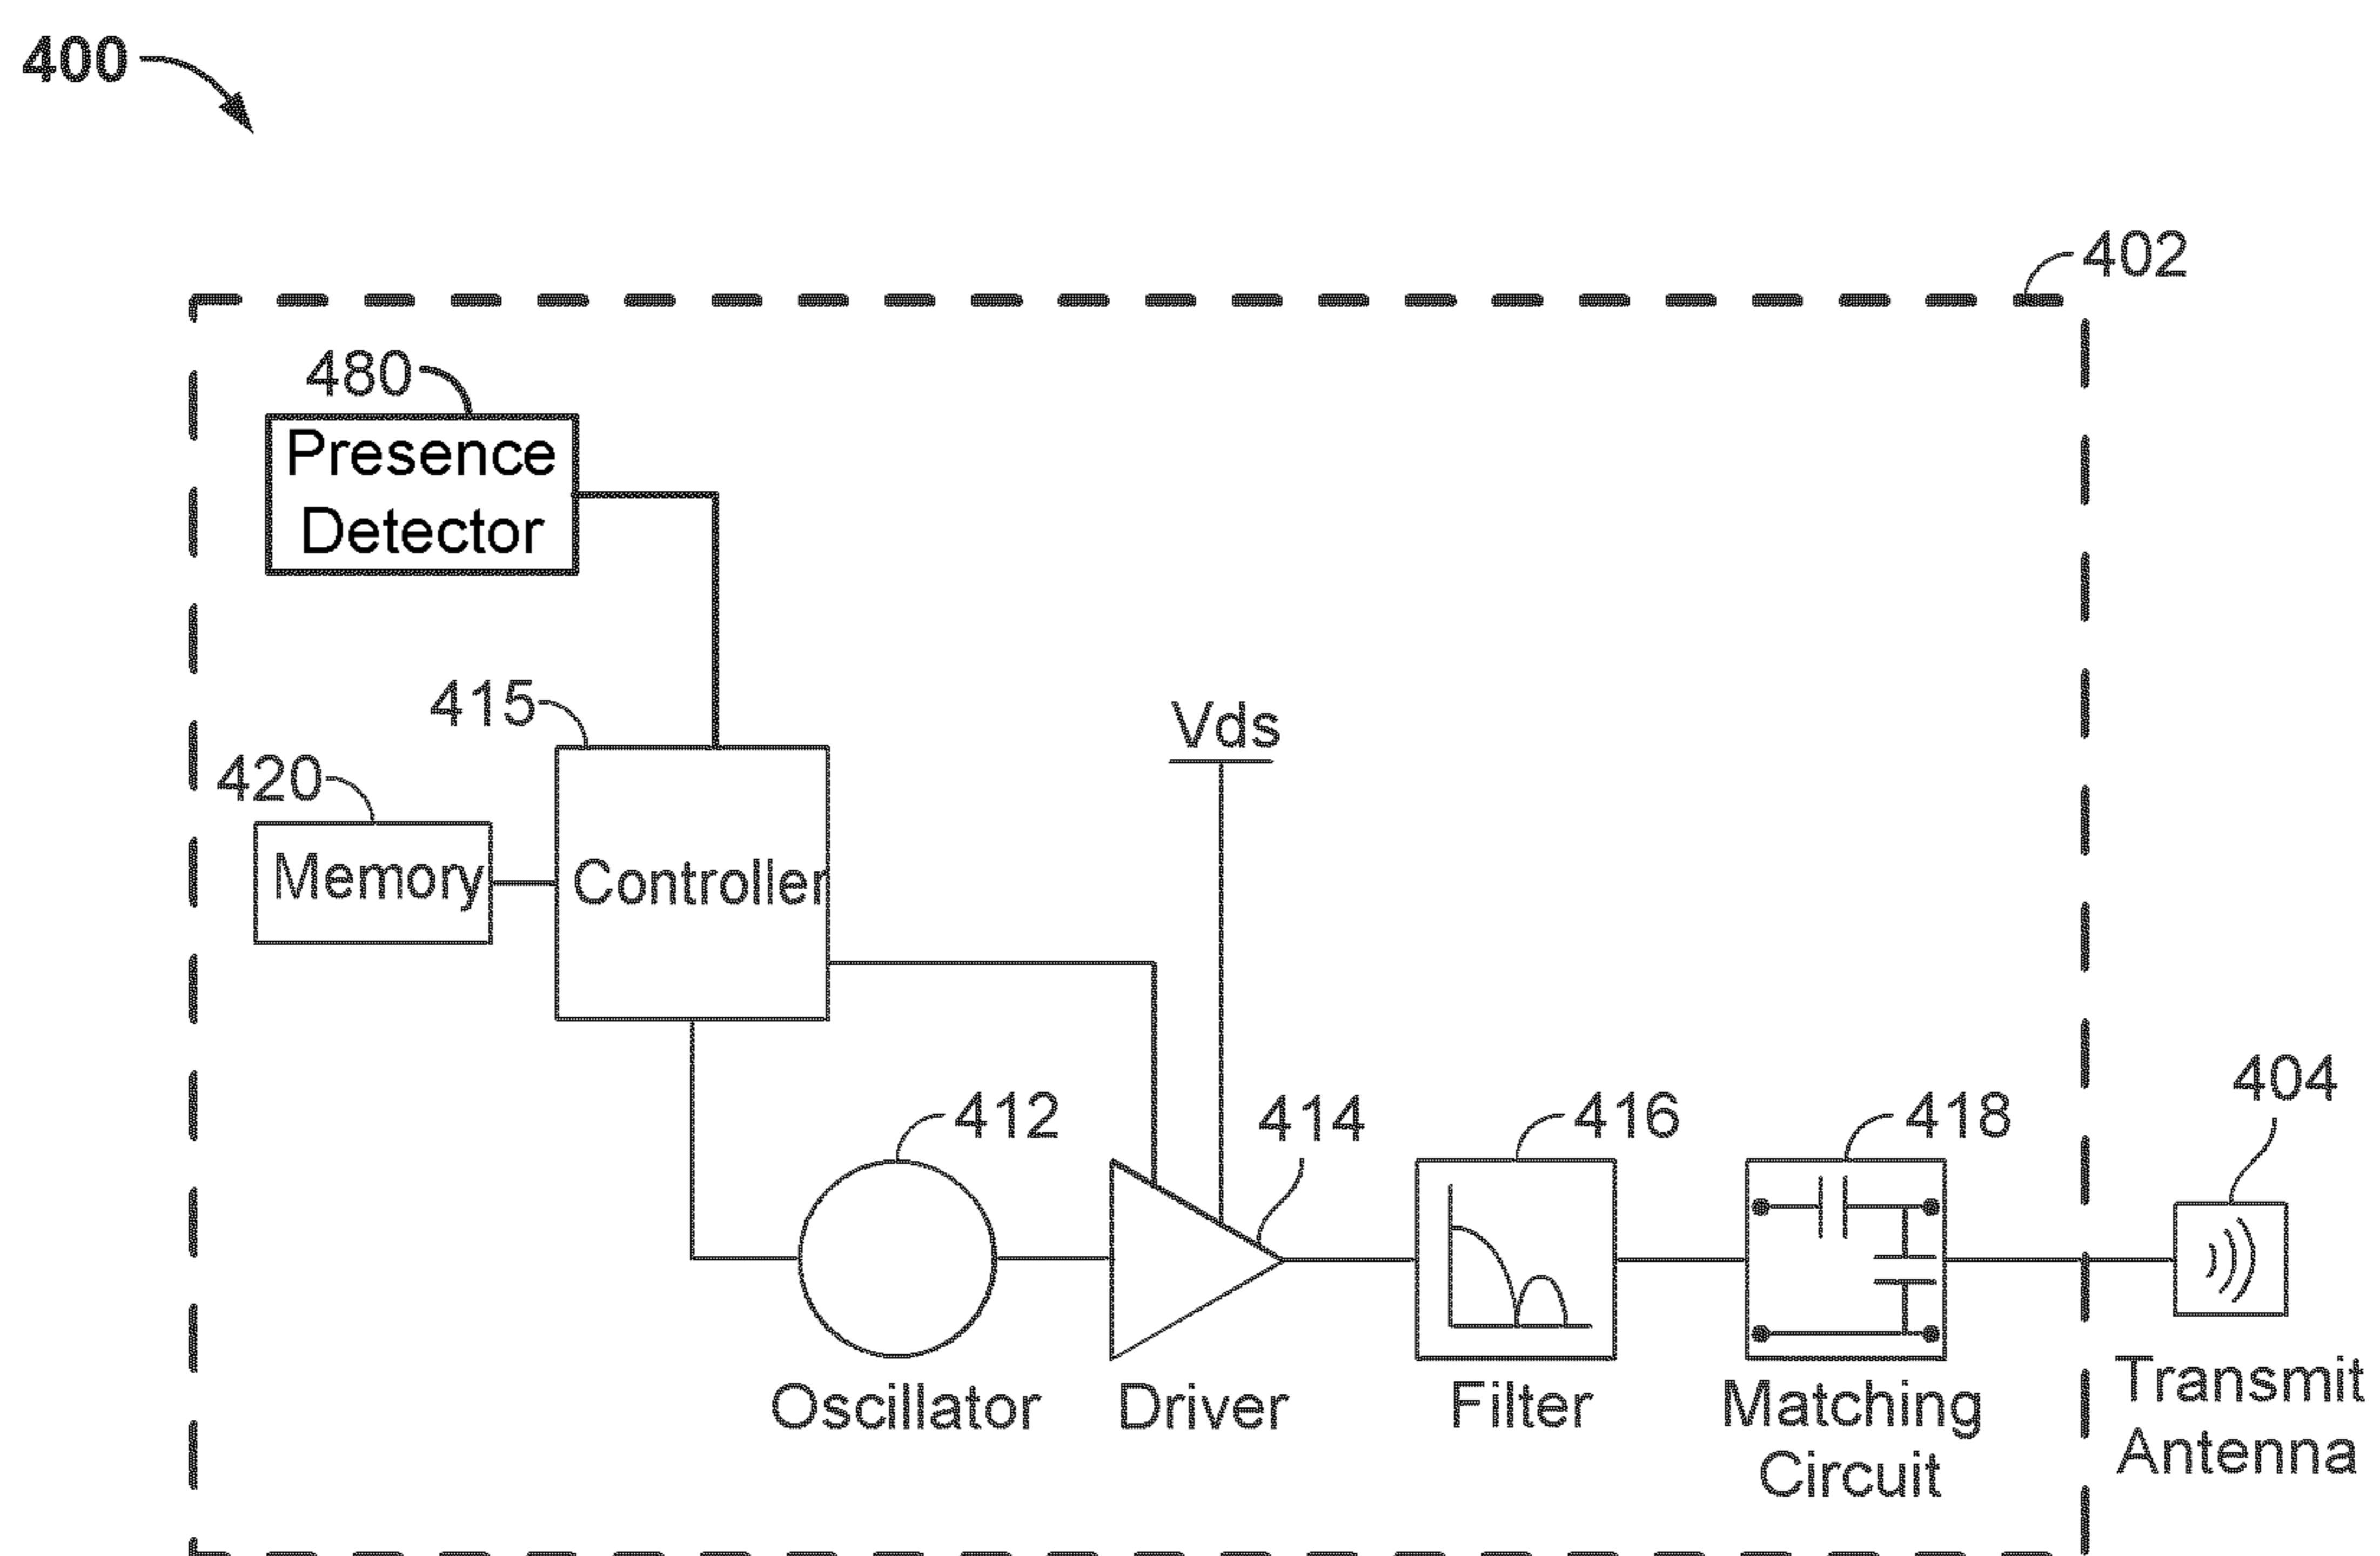 400
402
480
Presence
Detector
415
Vds
420
Memory
Controller
404
412
414
416
418
Oscillator
Driver
Filter
Matching
Circuit
Transmit
Antenna